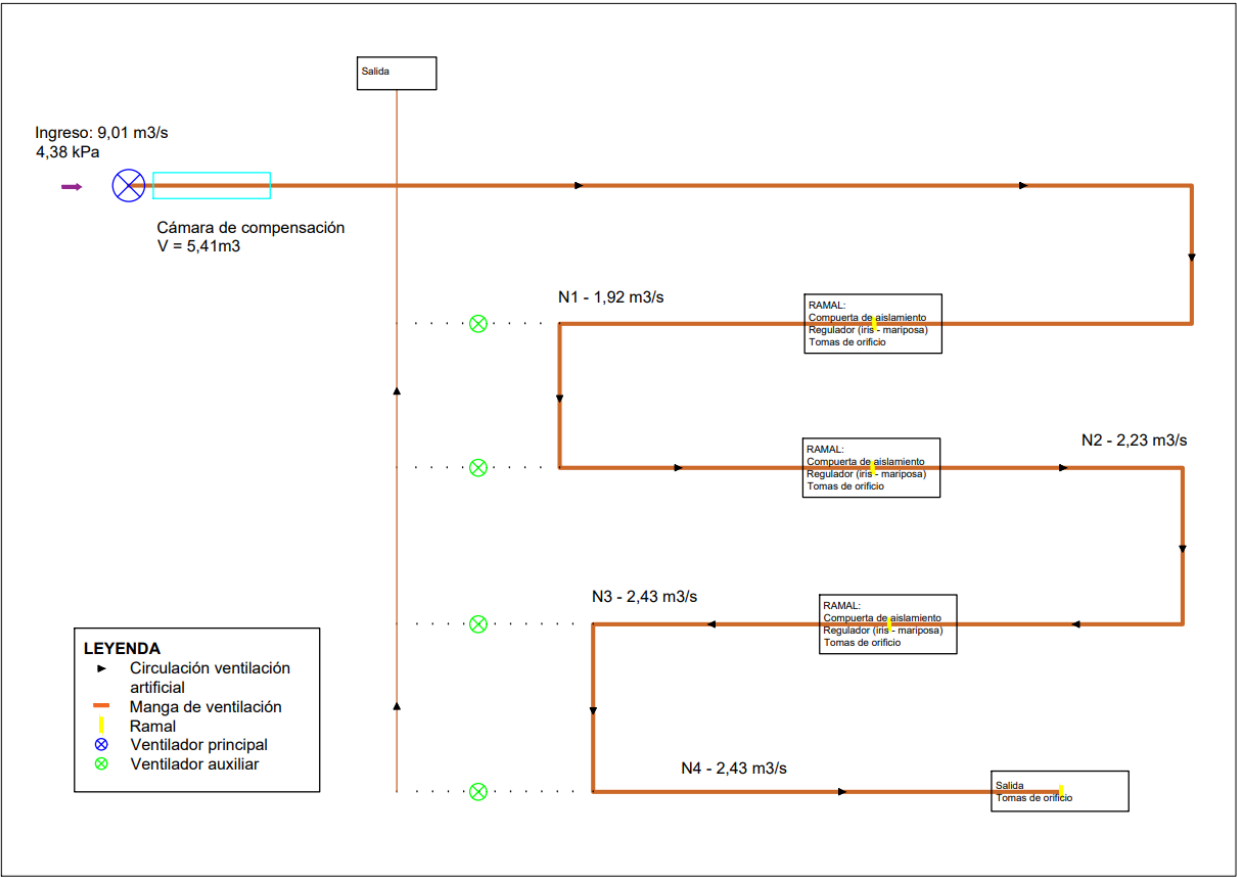 Salida
Ingreso: 9,01 m3/s
4,38 kPa
Cámara de compensación
V = 5,41m3
N1 - 1,92 m3/s
RAMAL:
Compuerta de aislamiento
Regulador (iris - mariposa)
Tomas de orificio
N2 - 2,23 m3/s
RAMAL:
Compuerta de aislamiento
Regulador (iris - mariposa)
Tomas de orificio
N3 - 2,43 m3/s
RAMAL:
Compuerta de aislamiento
Regulador (iris - mariposa)
Tomas de orificio
LEYENDA
Circulación ventilación
artificial
Manga de ventilación
Ramal
Ventilador principal
Ventilador auxiliar
N4 - 2,43 m3/s
Salida
Tomas de orificio